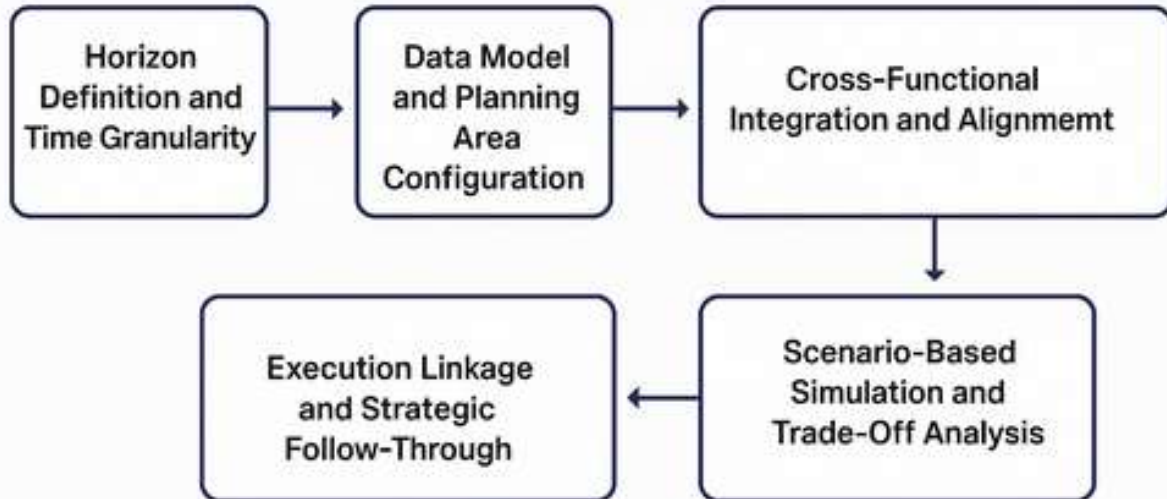 Horizon
Definition and
Time Granularity
Data Model
and Planning
Area
Configuration
Cross-Functional
Integration and Alignmemt
Scenario-Based
Simulation and
Trade-Off Analysis
Execution Linkage
and Strategic
Follow-Through